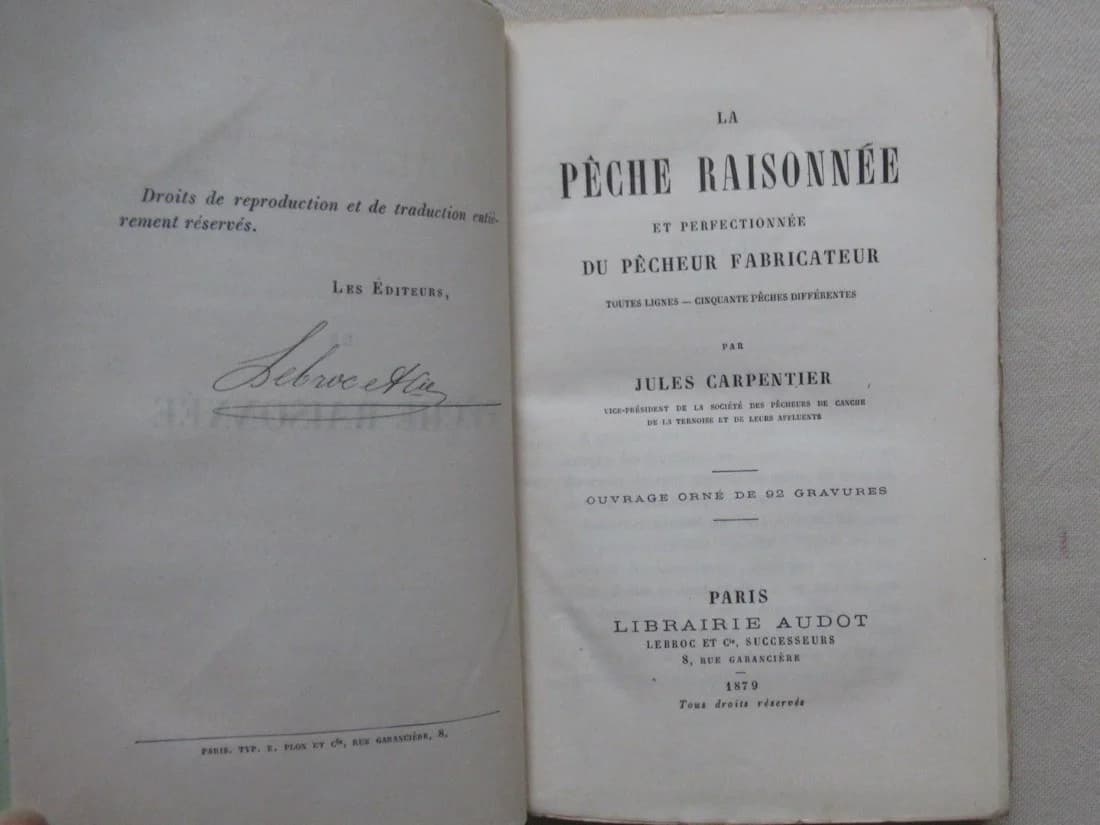 Droits de reproduction et de traduction entiè-
rement réservés.
LES ÉDITEURS,
Lebroc et Cie
PARIS. TYP. E. PLON ET Cie, RUE GARANCIÈRE, 8.
LA
PÊCHE RAISONNÉE
ET PERFECTIONNÉE
DU PÊCHEUR FABRICATEUR
TOUTES LIGNES — CINQUANTE PÊCHES DIFFÉRENTES
PAR
JULES CARPENTIER
VICE-PRÉSIDENT DE LA SOCIÉTÉ DES PÊCHEURS DE CANCHE
DE LA TERNOISE ET DE LEURS AFFLUENTS
OUVRAGE ORNÉ DE 92 GRAVURES
PARIS
LIBRAIRIE AUDOT
LEBROC ET Cie, SUCCESSEURS
8, RUE GARANCIÈRE
1879
Tous droits réservés